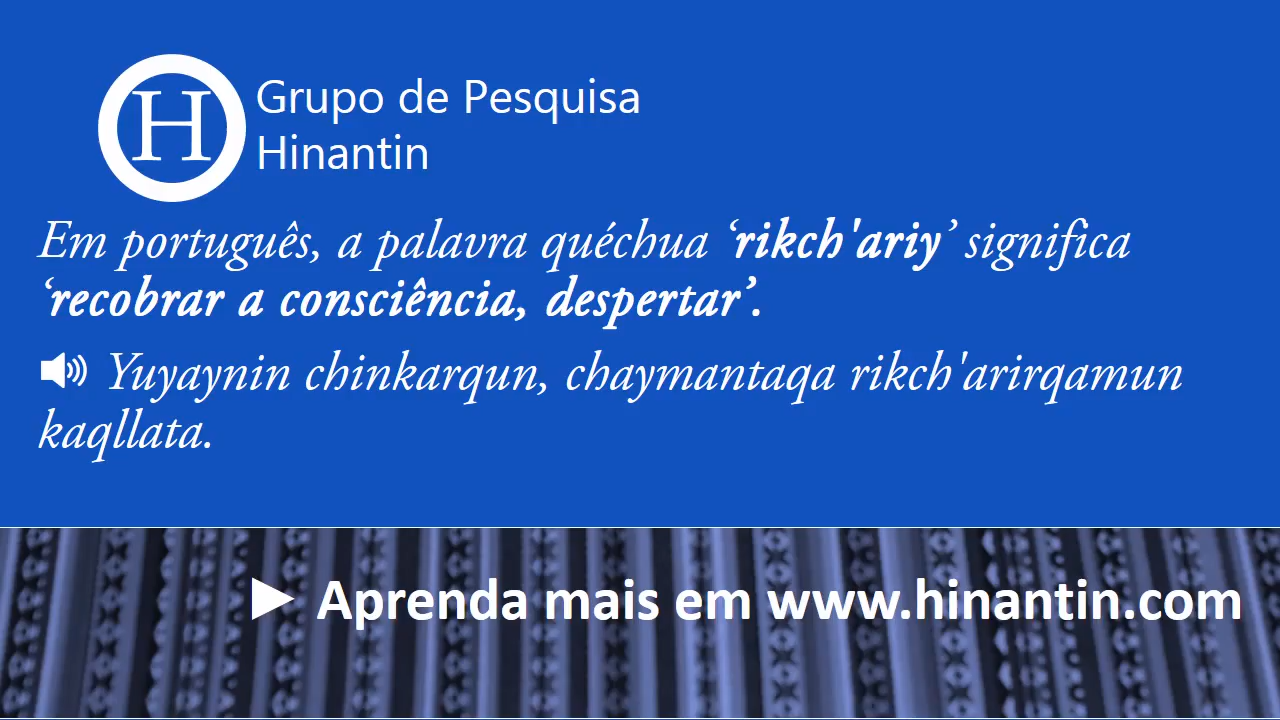 H
Grupo de Pesquisa
Hinantin
Em português, a palavra quéchua ‘rikch'ariy’ significa
‘recobrar a consciência, despertar’.
Yuyaynin chinkarqun, chaymantaqa rikch'arirqamun
kaqllata.
► Aprenda mais em www.hinantin.com